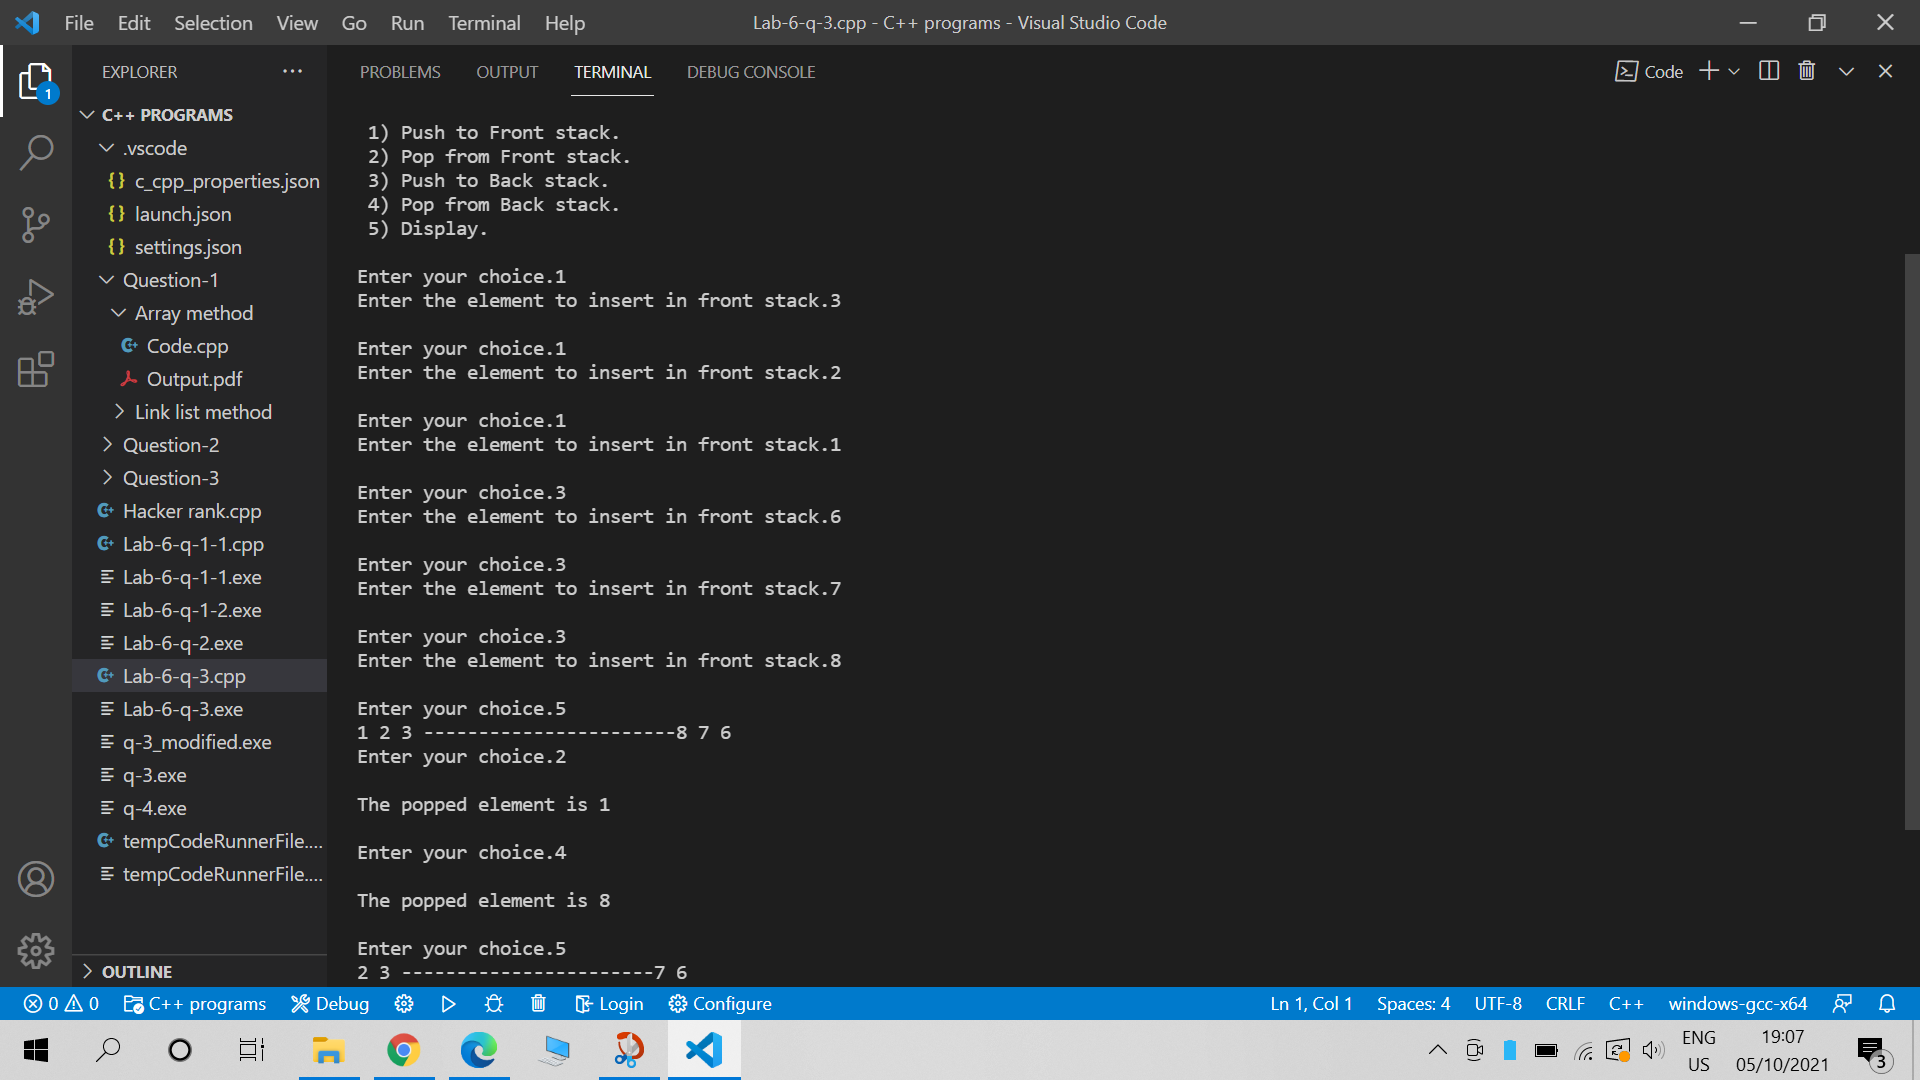 File Edit Selection View Go Run Terminal Help
Lab-6-q-3.cpp - C++ programs - Visual Studio Code
EXPLORER
1
C++ PROGRAMS
.vscode
{} c_cpp_properties.json
{} launch.json
{} settings.json
Question-1
Array method
Code.cpp
Output.pdf
Link list method
Question-2
Question-3
Hacker rank.cpp
Lab-6-q-1-1.cpp
Lab-6-q-1-1.exe
Lab-6-q-1-2.exe
Lab-6-q-2.exe
Lab-6-q-3.cpp
Lab-6-q-3.exe
q-3_modified.exe
q-3.exe
q-4.exe
tempCodeRunnerFile....
tempCodeRunnerFile....
OUTLINE
PROBLEMS OUTPUT TERMINAL DEBUG CONSOLE
Code
1) Push to Front stack.
2) Pop from Front stack.
3) Push to Back stack.
4) Pop from Back stack.
5) Display.
Enter your choice.1
Enter the element to insert in front stack.3
Enter your choice.1
Enter the element to insert in front stack.2
Enter your choice.1
Enter the element to insert in front stack.1
Enter your choice.3
Enter the element to insert in front stack.6
Enter your choice.3
Enter the element to insert in front stack.7
Enter your choice.3
Enter the element to insert in front stack.8
Enter your choice.5
1 2 3 -----------------------8 7 6
Enter your choice.2
The popped element is 1
Enter your choice.4
The popped element is 8
Enter your choice.5
2 3 -----------------------7 6
0 0 C++ programs Debug Login Configure
Ln 1, Col 1 Spaces: 4 UTF-8 CRLF C++ windows-gcc-x64
ENG
US
19:07
05/10/2021
3